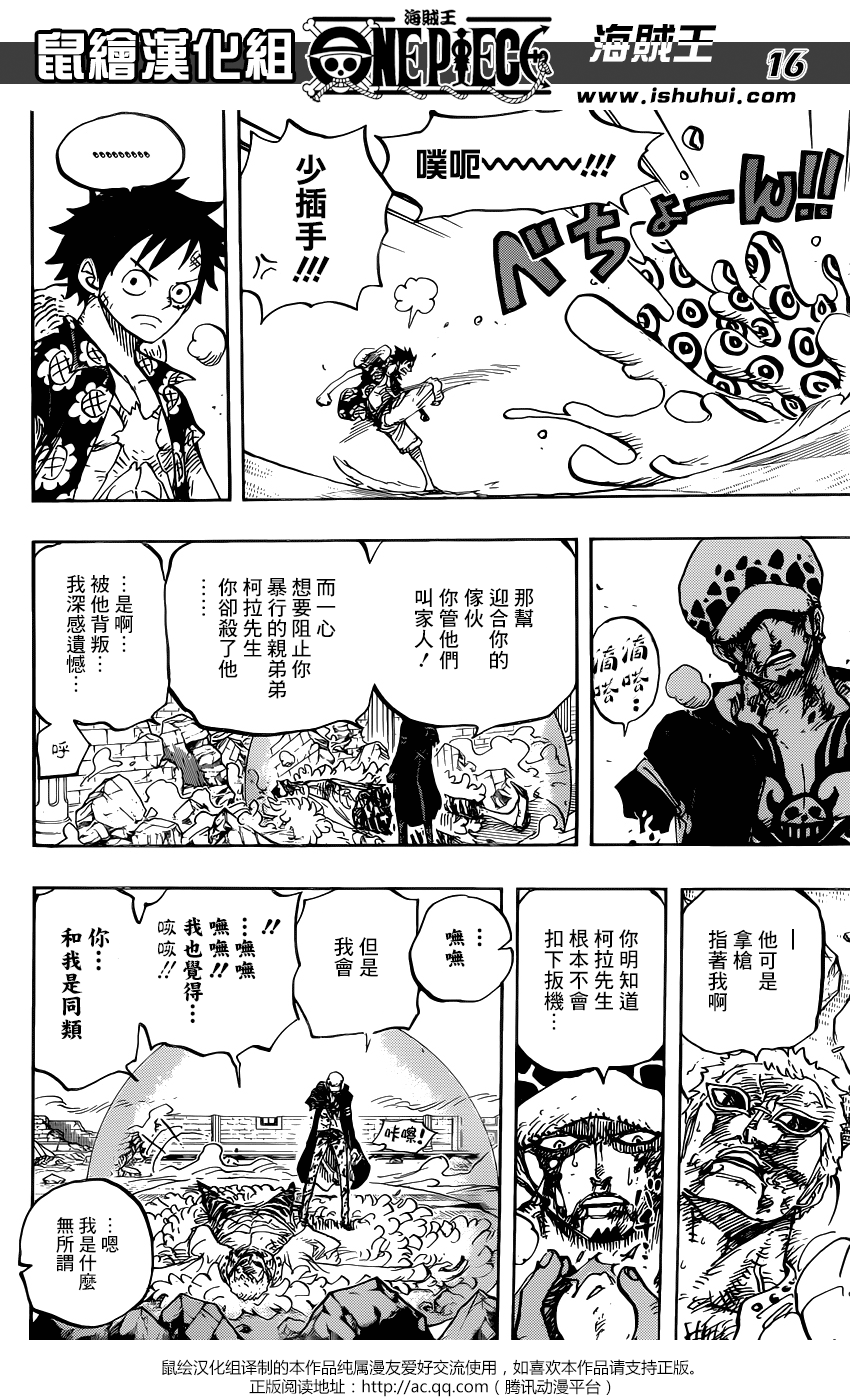 鼠繪漢化組
海賊王
ONE PIECE
海賊王
www.ishuhui.com
16
噗呃~~~~~!!!
べちょーん!!
少插手!!!
………
滴嗒
滴嗒…
那幫
迎合你的
傢伙
你管他們
叫家人!
而一心
想要阻止你
暴行的親弟弟
柯拉先生
你卻殺了他
……
…是啊…
被他背叛…
我深感遺憾…
呼
—
他可是
拿槍
指著我啊
你明知道
柯拉先生
根本不會
扣下扳機…
…
嘸嘸
但是
我會
!!
…嘸嘸
嘸嘸!!
我也覺得…
咳咳!!
你…
和我是同類
咔嚓!
…嗯
我是什麼
無所謂
鼠绘汉化组译制的本作品纯属漫友爱好交流使用，如喜欢本作品请支持正版。
正版阅读地址：http://ac.qq.com（腾讯动漫平台）